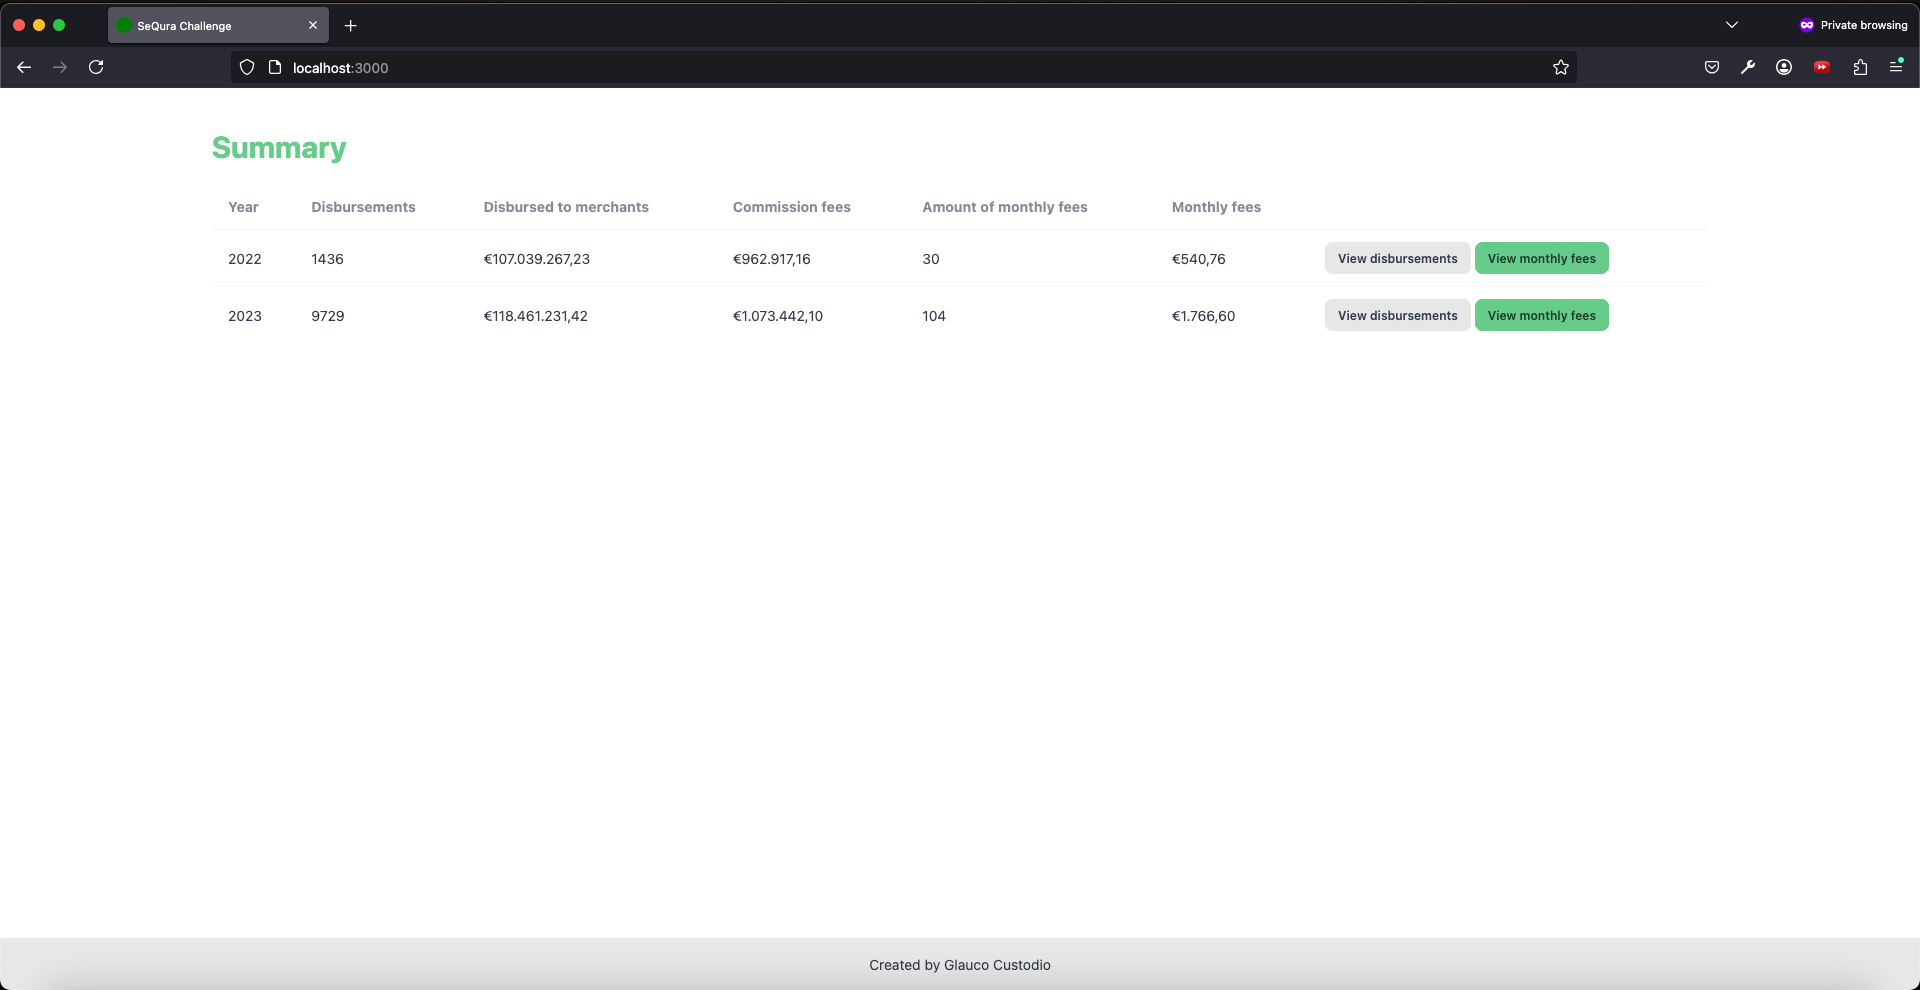 SeQura Challenge
Private browsing
localhost:3000
Summary
Year Disbursements Disbursed to merchants Commission fees Amount of monthly fees Monthly fees
2022 1436 €107.039.267,23 €962.917,16 30 €540,76 View disbursements View monthly fees
2023 9729 €118.461.231,42 €1.073.442,10 104 €1.766,60 View disbursements View monthly fees
Created by Glauco Custodio